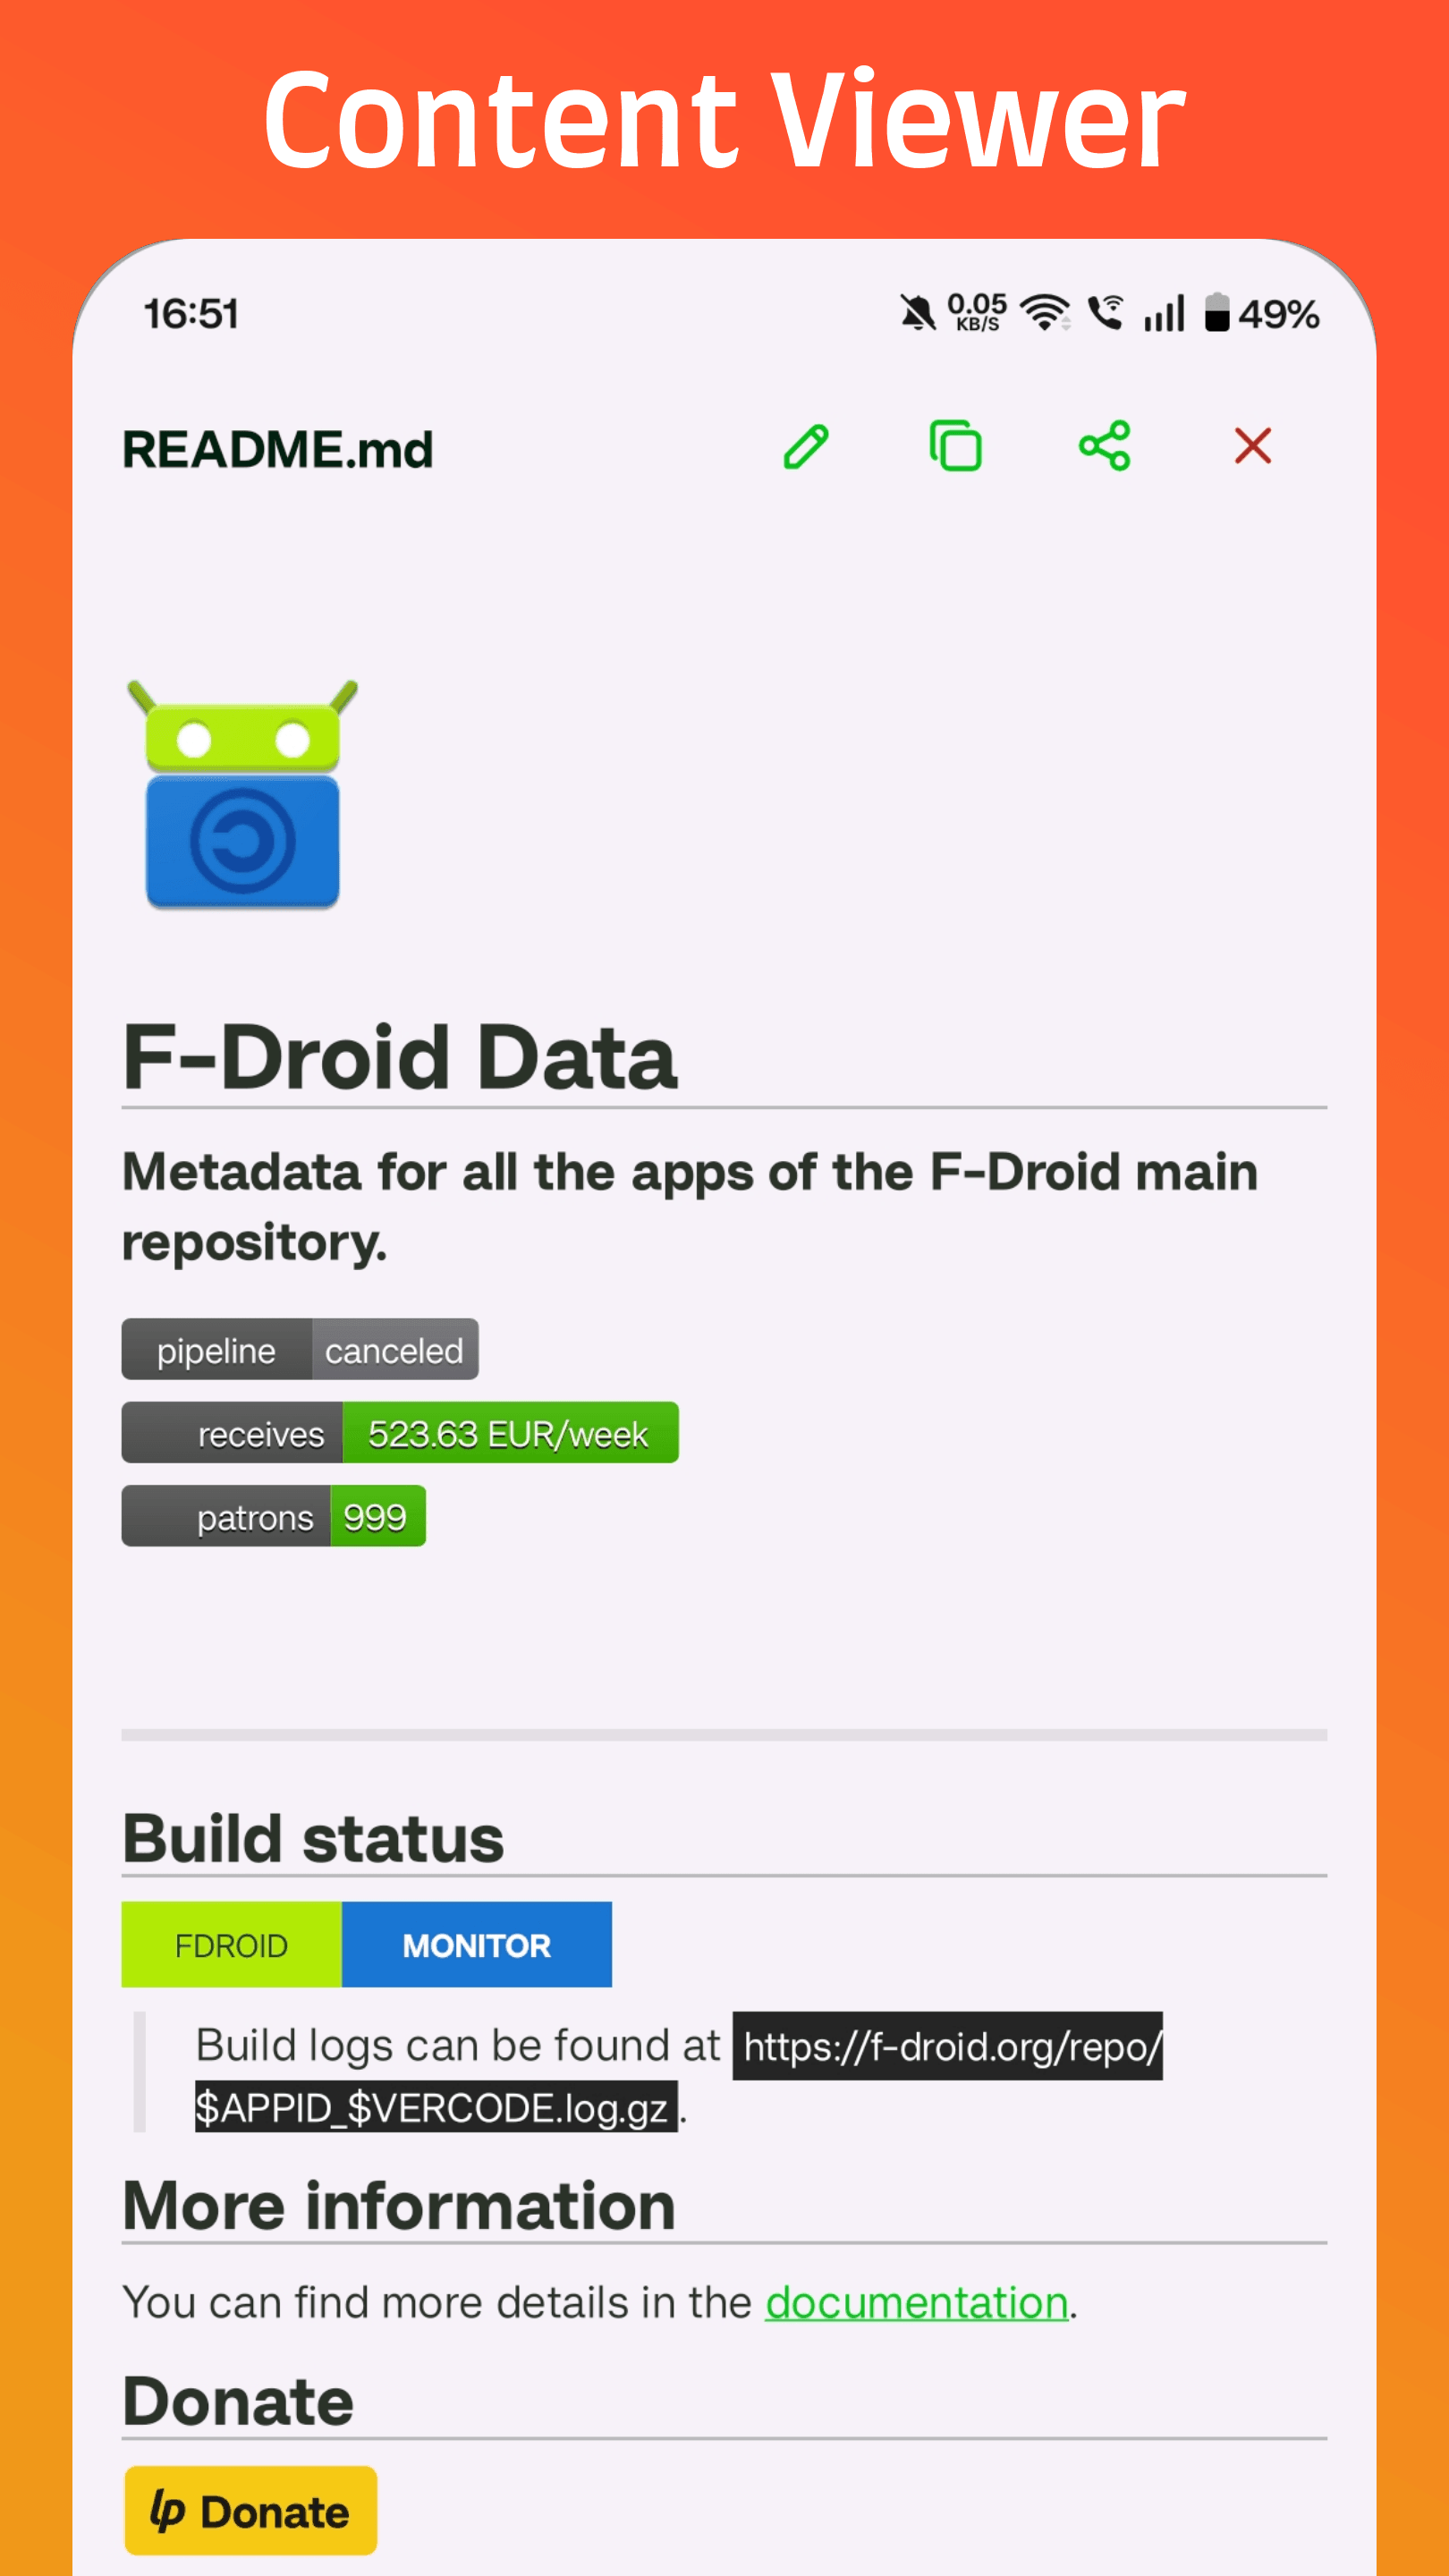 Content Viewer
16:51 0.05 KB/S 49%
README.md
F-Droid Data
Metadata for all the apps of the F-Droid main
repository.
pipeline canceled
receives 523.63 EUR/week
patrons 999
Build status
FDROID MONITOR
Build logs can be found at https://f-droid.org/repo/
$APPID_$VERCODE.log.gz .
More information
You can find more details in the documentation.
Donate
lp Donate